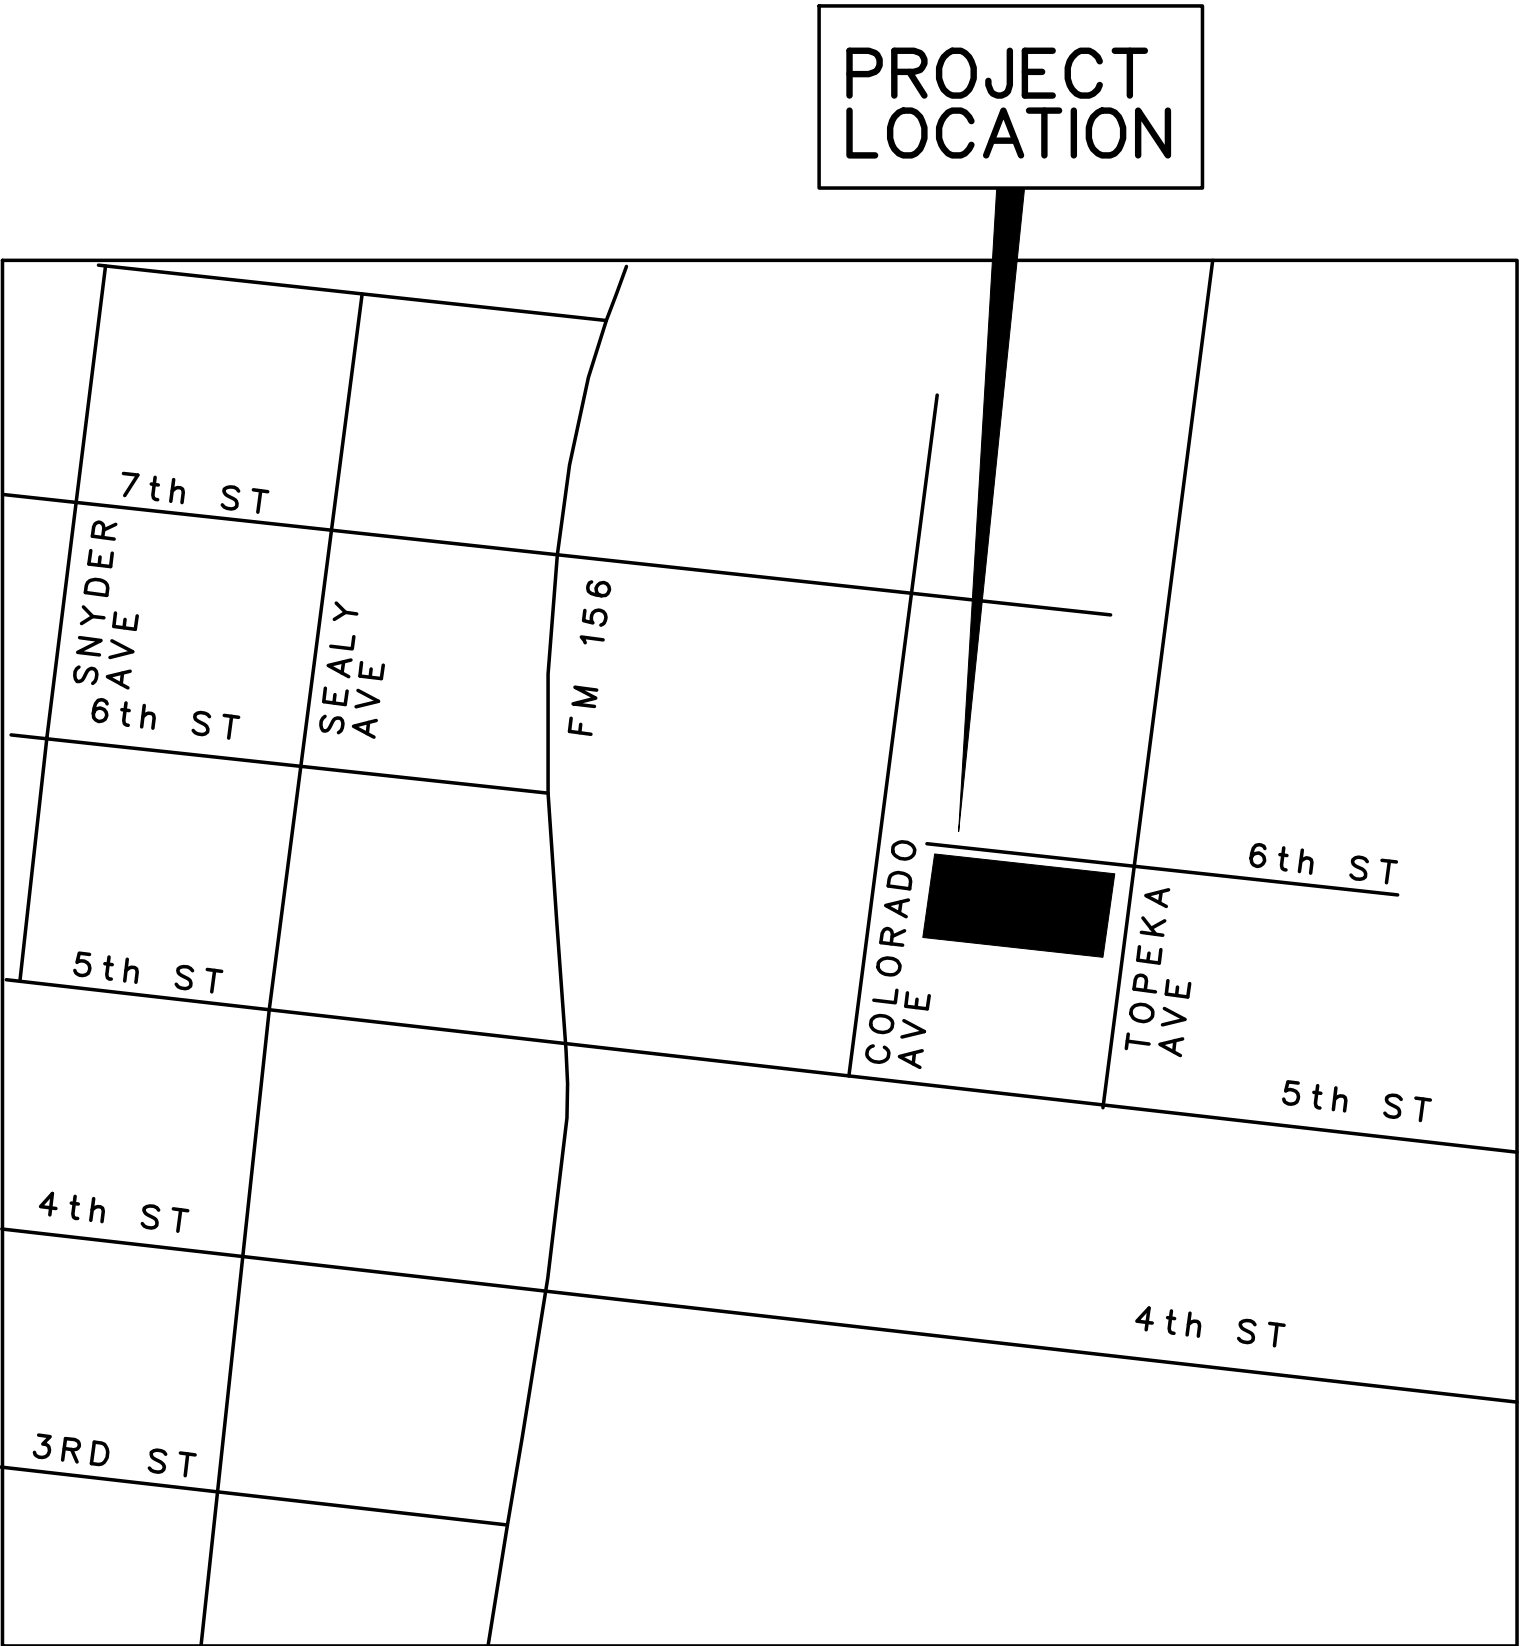 PROJECT
LOCATION
7th ST
SNYDER
AVE
SEALY
AVE
FM 156
6th ST
COLORADO
AVE
6th ST
TOPEKA
AVE
5th ST
5th ST
4th ST
4th ST
3RD ST